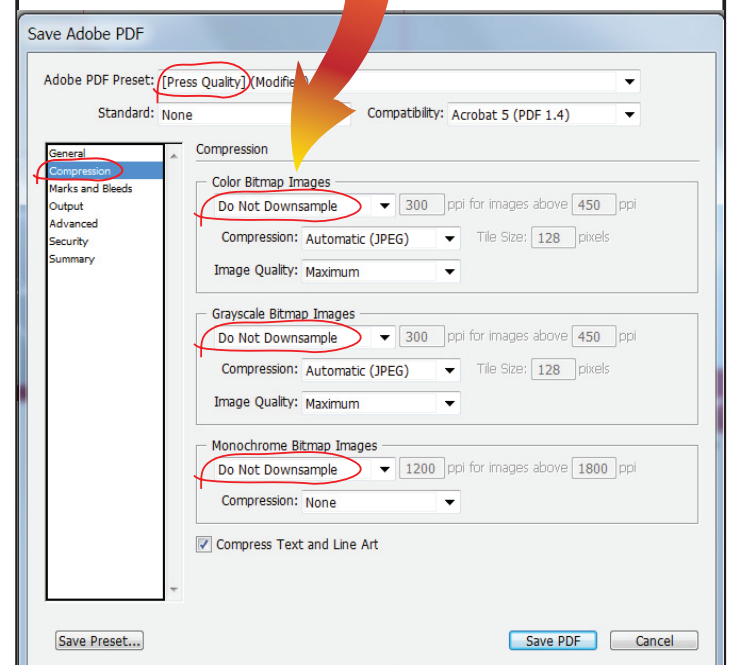 Save Adobe PDF
Adobe PDF Preset: [Press Quality] (Modifie
Standard: None Compatibility: Acrobat 5 (PDF 1.4)
General
Compression
Marks and Bleeds
Output
Advanced
Security
Summary
Compression
Color Bitmap Images
Do Not Downsample 300 ppi for images above 450 ppi
Compression: Automatic (JPEG) Tile Size: 128 pixels
Image Quality: Maximum
Grayscale Bitmap Images
Do Not Downsample 300 ppi for images above 450 ppi
Compression: Automatic (JPEG) Tile Size: 128 pixels
Image Quality: Maximum
Monochrome Bitmap Images
Do Not Downsample 1200 ppi for images above 1800 ppi
Compression: None
Compress Text and Line Art
Save Preset... Save PDF Cancel